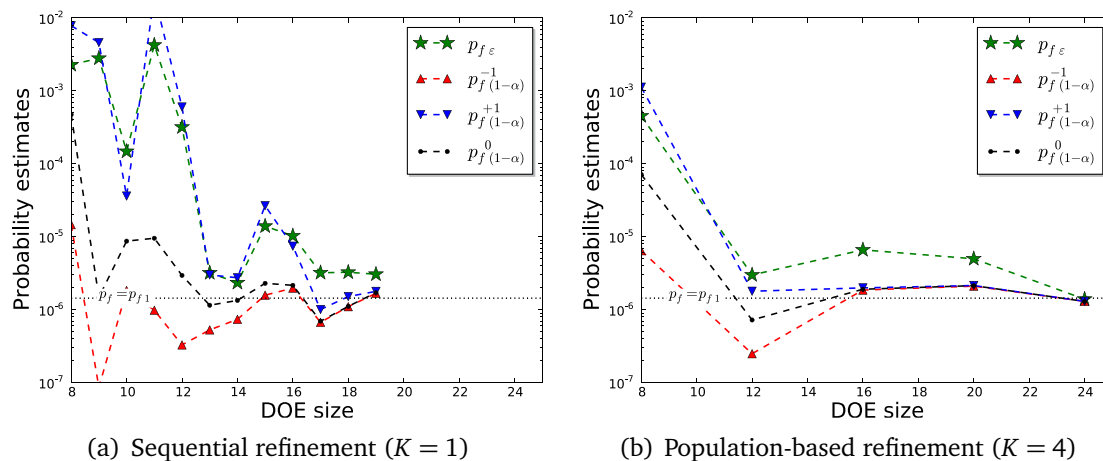 10⁻²
10⁻³
10⁻⁴
10⁻⁵
10⁻⁶
10⁻⁷
Probability estimates
p_f ε
p_f (1−α)^−1
p_f (1−α)^+1
p_f (1−α)^0
p_f = p_f 1
8 10 12 14 16 18 20 22 24
DOE size
(a) Sequential refinement (K = 1)
10⁻²
10⁻³
10⁻⁴
10⁻⁵
10⁻⁶
10⁻⁷
Probability estimates
p_f ε
p_f (1−α)^−1
p_f (1−α)^+1
p_f (1−α)^0
p_f = p_f 1
8 10 12 14 16 18 20 22 24
DOE size
(b) Population-based refinement (K = 4)